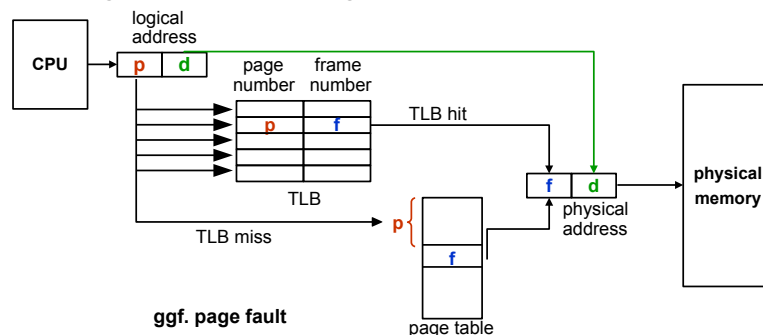 logical
address
CPU
p d
page frame
number number
p f
TLB hit
TLB
f d
physical
address
physical
memory
TLB miss
p
f
ggf. page fault
page table